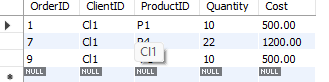 OrderID ClientID ProductID Quantity Cost
1 Cl1 P1 10 500.00
7 Cl1 22 1200.00
Cl1
9 Cl1 P1 10 500.00
NULL NULL NULL NULL NULL